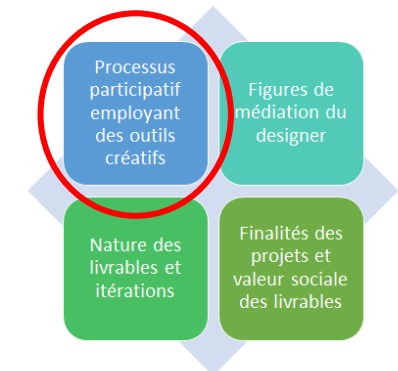 Processus
participatif
employant
des outils
créatifs
Figures de
médiation du
designer
Nature des
livrables et
itérations
Finalités des
projets et
valeur sociale
des livrables